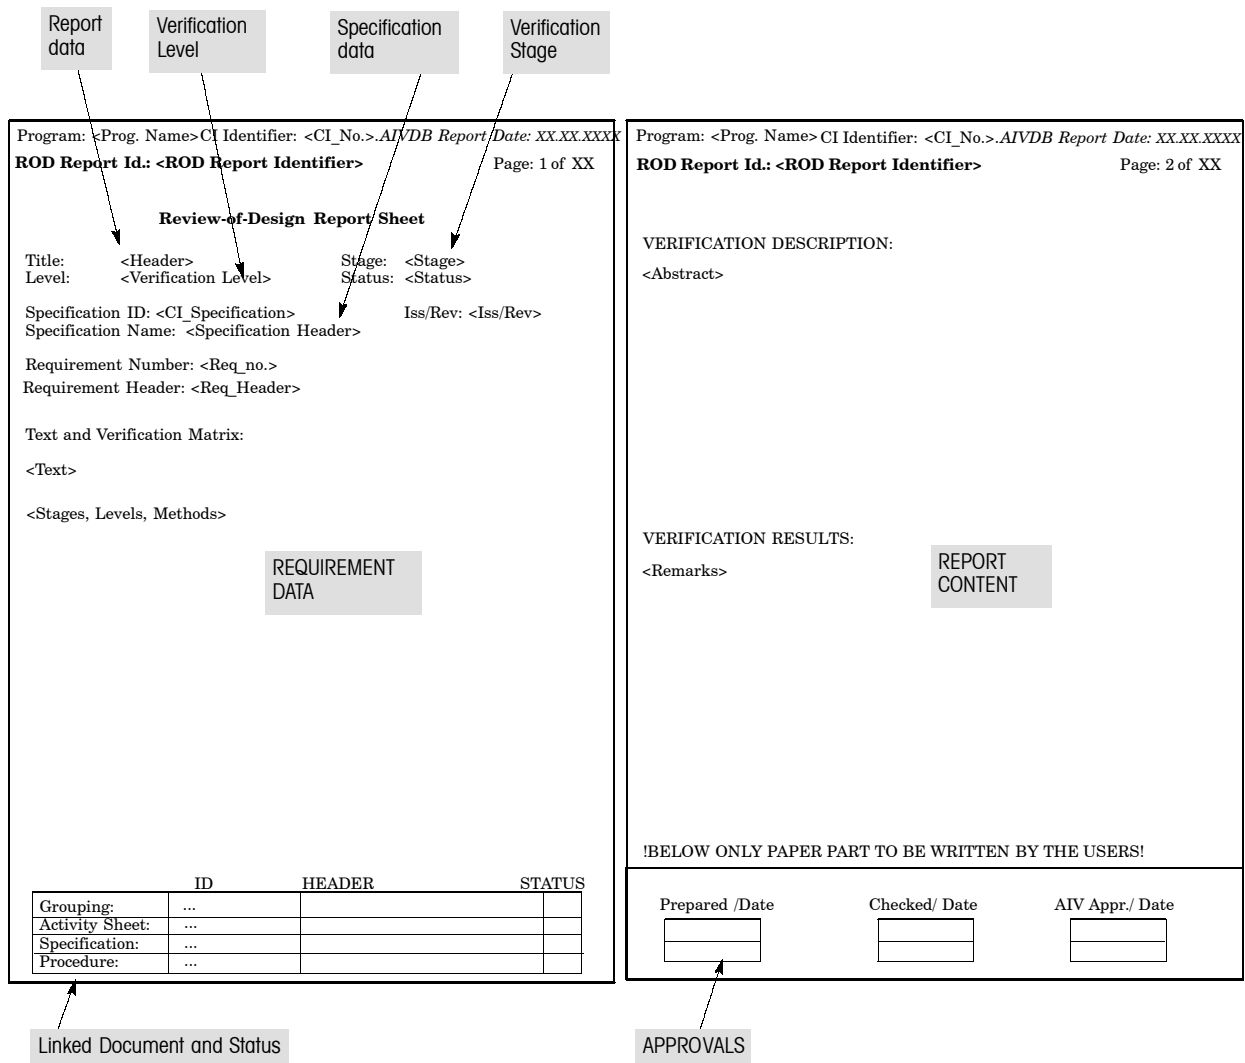 Report data
Verification Level
Specification data
Verification Stage
Program: <Prog. Name> CI Identifier: <CI_No.>. AIVDB Report Date: XX.XX.XXXX
ROD Report Id.: <ROD Report Identifier> Page: 1 of XX
Review-of-Design Report Sheet
Title: <Header> Stage: <Stage>
Level: <Verification Level> Status: <Status>
Specification ID: <CI_Specification> Iss/Rev: <Iss/Rev>
Specification Name: <Specification Header>
Requirement Number: <Req_no.>
Requirement Header: <Req_Header>
Text and Verification Matrix:
<Text>
<Stages, Levels, Methods>
REQUIREMENT
DATA
ID HEADER STATUS
Grouping: ...
Activity Sheet: ...
Specification: ...
Procedure: ...
Linked Document and Status
Program: <Prog. Name> CI Identifier: <CI_No.>. AIVDB Report Date: XX.XX.XXXX
ROD Report Id.: <ROD Report Identifier> Page: 2 of XX
VERIFICATION DESCRIPTION:
<Abstract>
VERIFICATION RESULTS:
<Remarks>
REPORT
CONTENT
!BELOW ONLY PAPER PART TO BE WRITTEN BY THE USERS!
Prepared /Date Checked/ Date AIV Appr./ Date
APPROVALS